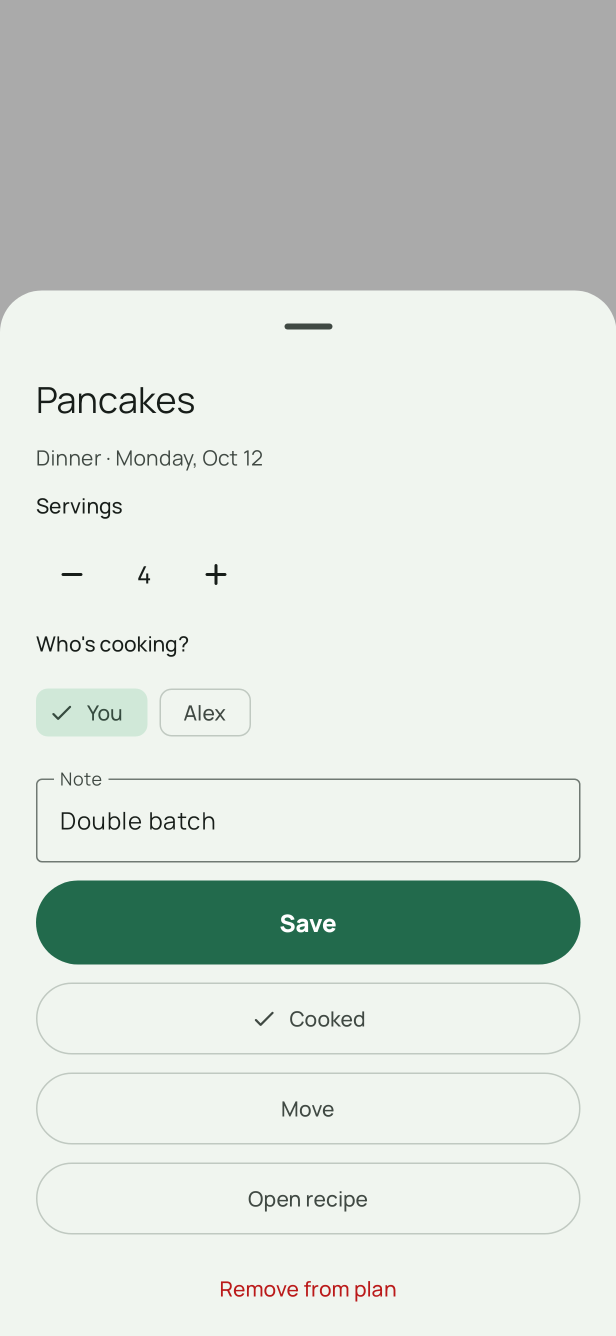 Pancakes
Dinner · Monday, Oct 12
Servings
4
Who's cooking?
You
Alex
Note
Double batch
Save
Cooked
Move
Open recipe
Remove from plan